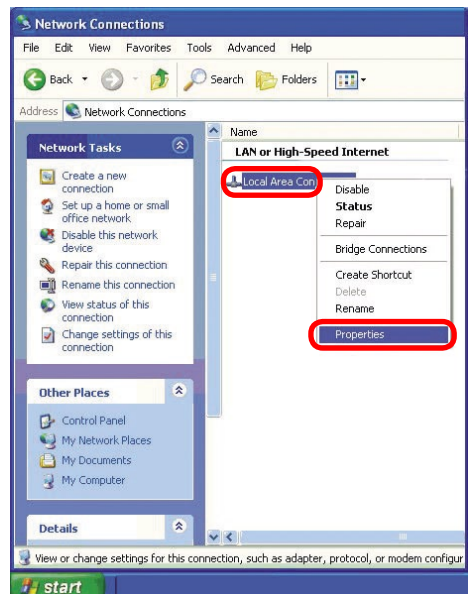 Network Connections
File Edit View Favorites Tools Advanced Help
Back Search Folders
Address Network Connections
Name
LAN or High-Speed Internet
Local Area Con
Disable
Status
Repair
Bridge Connections
Create Shortcut
Delete
Rename
Properties
Network Tasks
Create a new
connection
Set up a home or small
office network
Disable this network
device
Repair this connection
Rename this connection
View status of this
connection
Change settings of this
connection
Other Places
Control Panel
My Network Places
My Documents
My Computer
Details
View or change settings for this connection, such as adapter, protocol, or modem configur
start